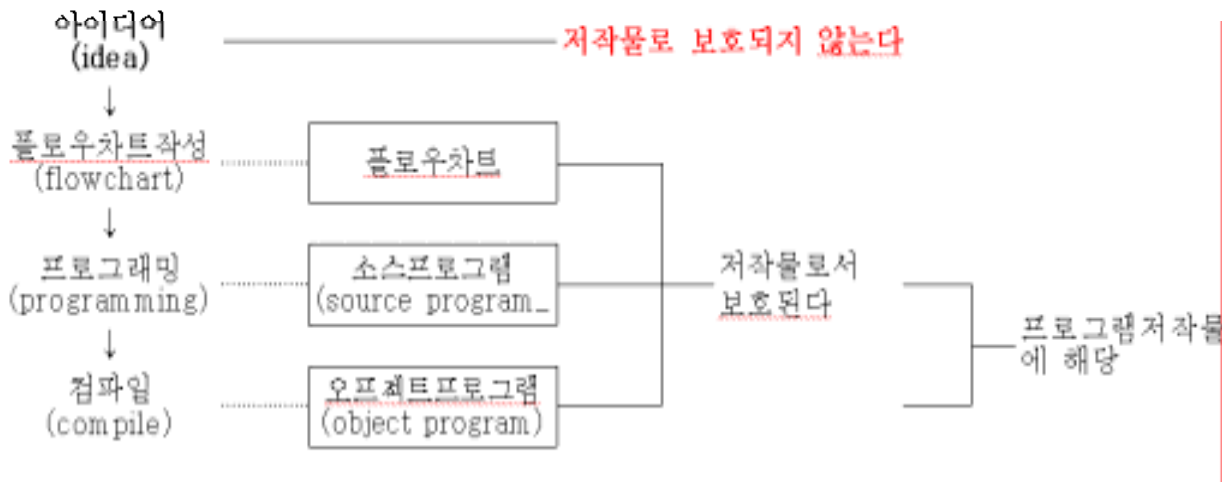 아이디어
(idea)
저작물로 보호되지 않는다
플로우차트작성
(flowchart)
플로우차트
프로그래밍
(programming)
소스프로그램
(source program_
저작물로서
보호된다
프로그램저작물
에 해당
컴파일
(compile)
오프젝트프로그램
(object program)